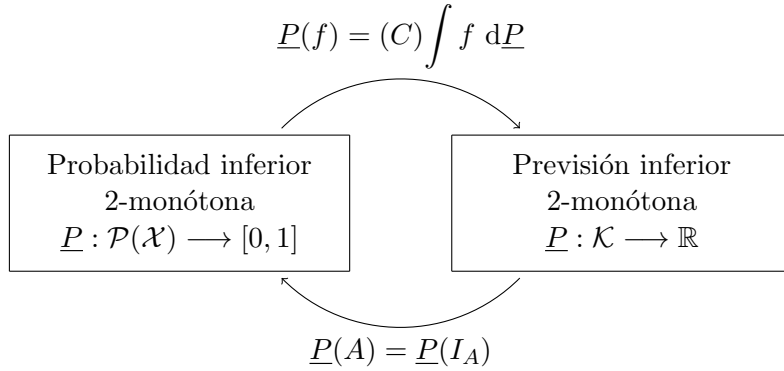 P(f) = (C)∫ f dP
Probabilidad inferior
2-monótona
P : P(X) ⟶ [0, 1]
Previsión inferior
2-monótona
P : K ⟶ ℝ
P(A) = P(I_A)